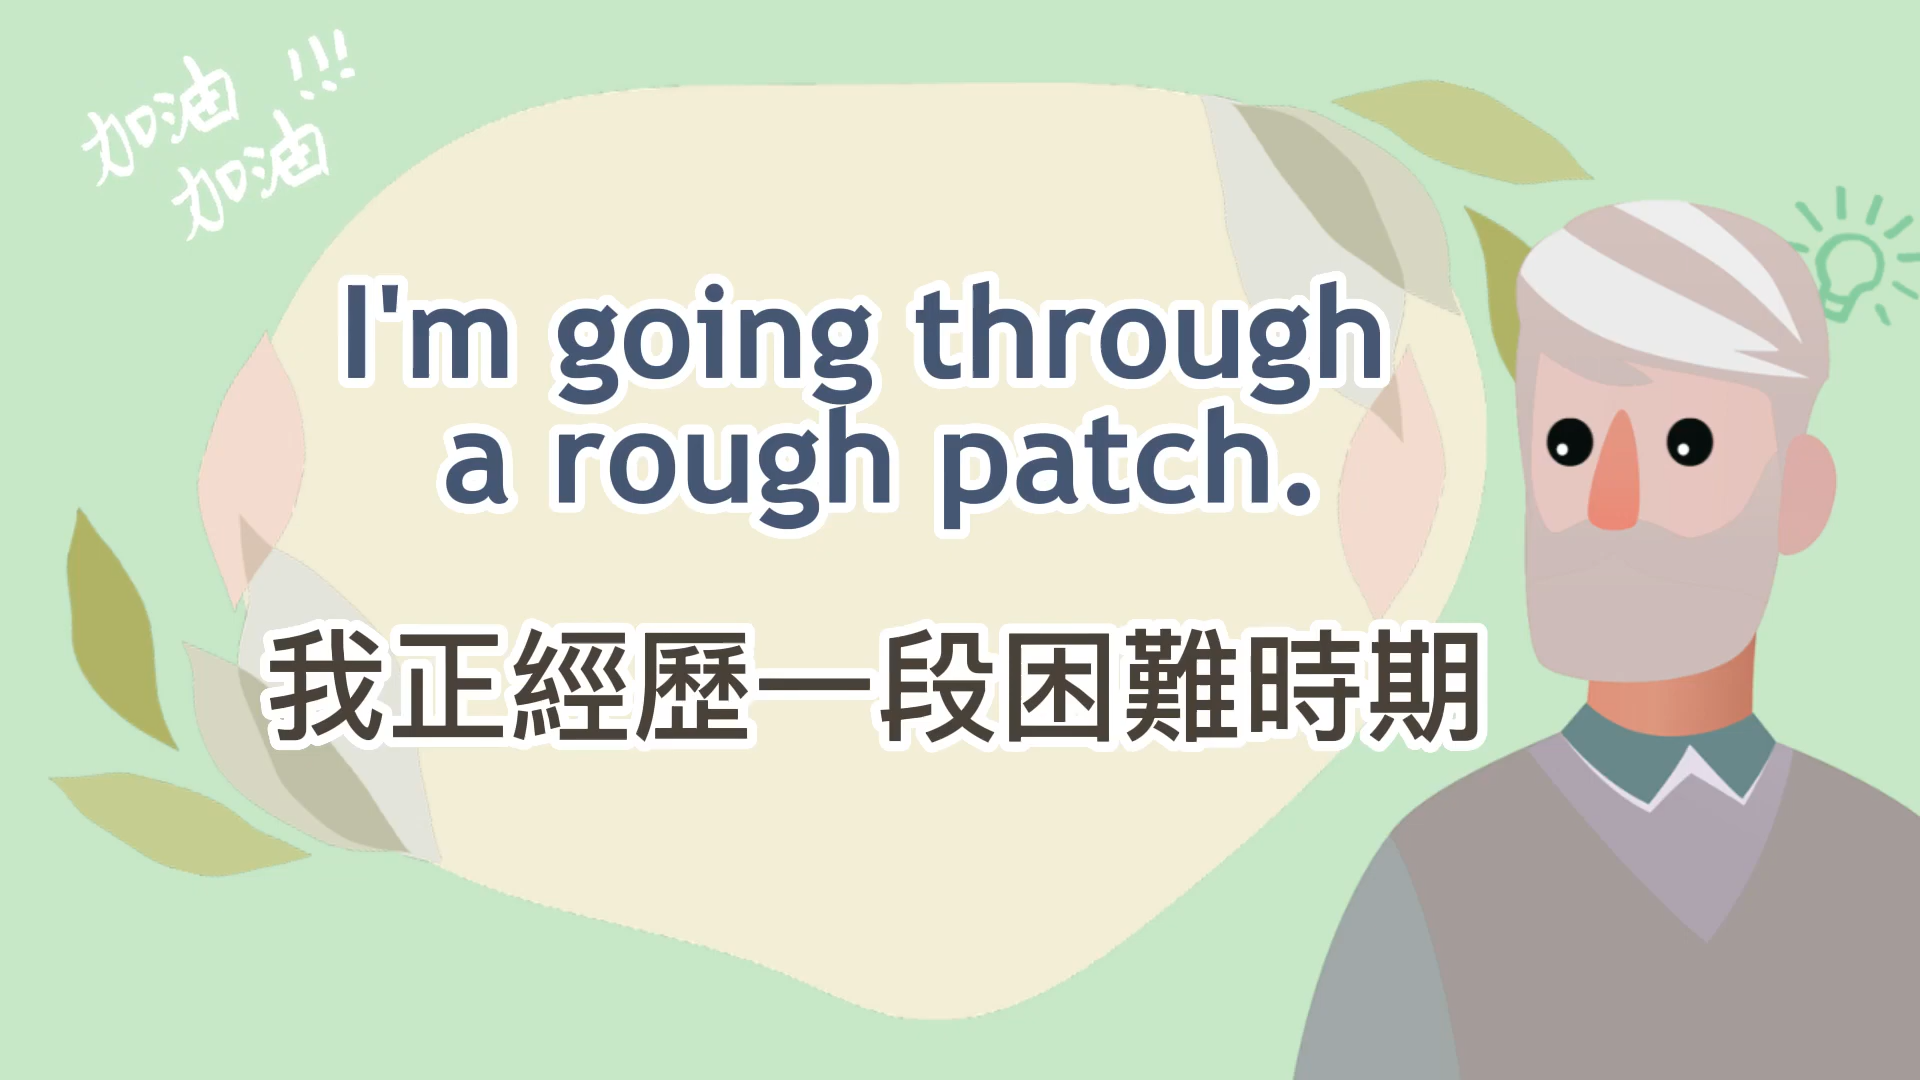 加油 !!!
加油
I'm going through
a rough patch.
我正經歷一段困難時期